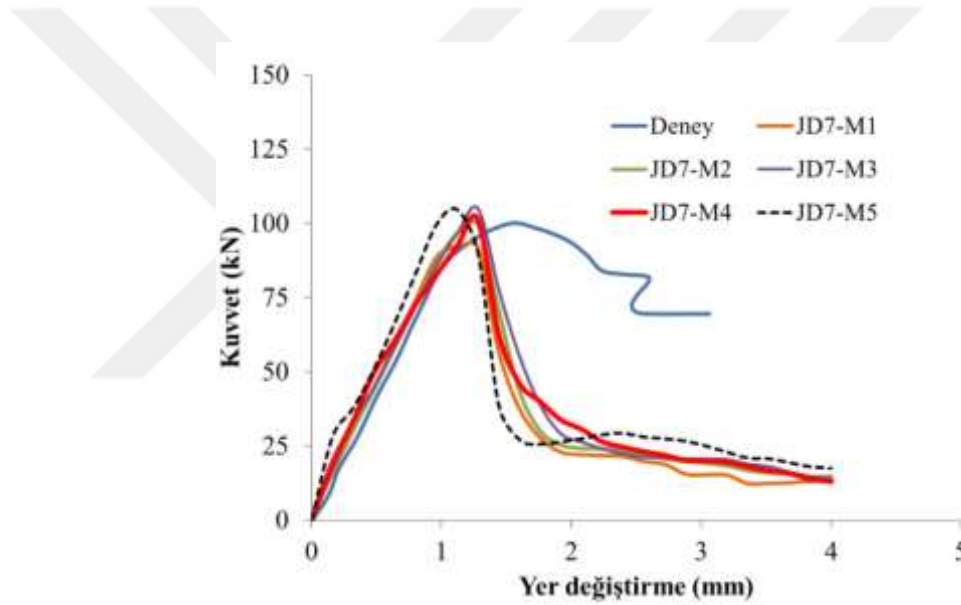 150
125
100
75
50
25
0
Kuvvet (kN)
Deney JD7-M1
JD7-M2 JD7-M3
JD7-M4 JD7-M5
0 1 2 3 4 5
Yer değiştirme (mm)